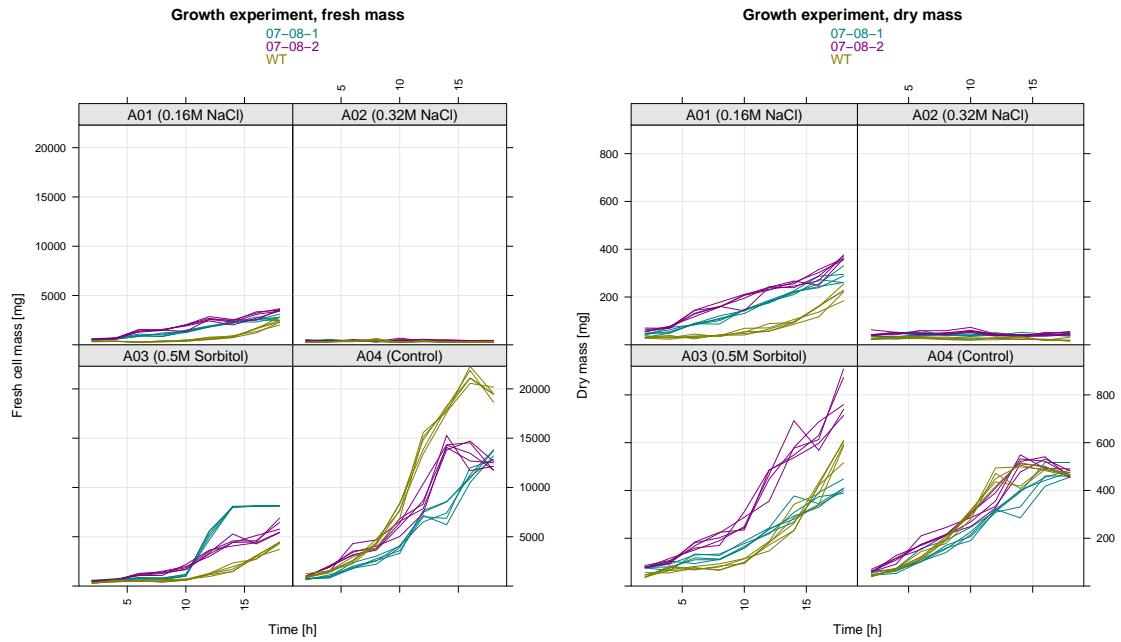 Growth experiment, fresh mass
07−08−1
07−08−2
WT
5
10
15
A01 (0.16M NaCl)
A02 (0.32M NaCl)
20000
15000
10000
5000
A03 (0.5M Sorbitol)
A04 (Control)
20000
15000
10000
5000
5
10
15
Fresh cell mass [mg]
Time [h]
Growth experiment, dry mass
07−08−1
07−08−2
WT
5
10
15
A01 (0.16M NaCl)
A02 (0.32M NaCl)
800
600
400
200
A03 (0.5M Sorbitol)
A04 (Control)
800
600
400
200
5
10
15
Dry mass [mg]
Time [h]